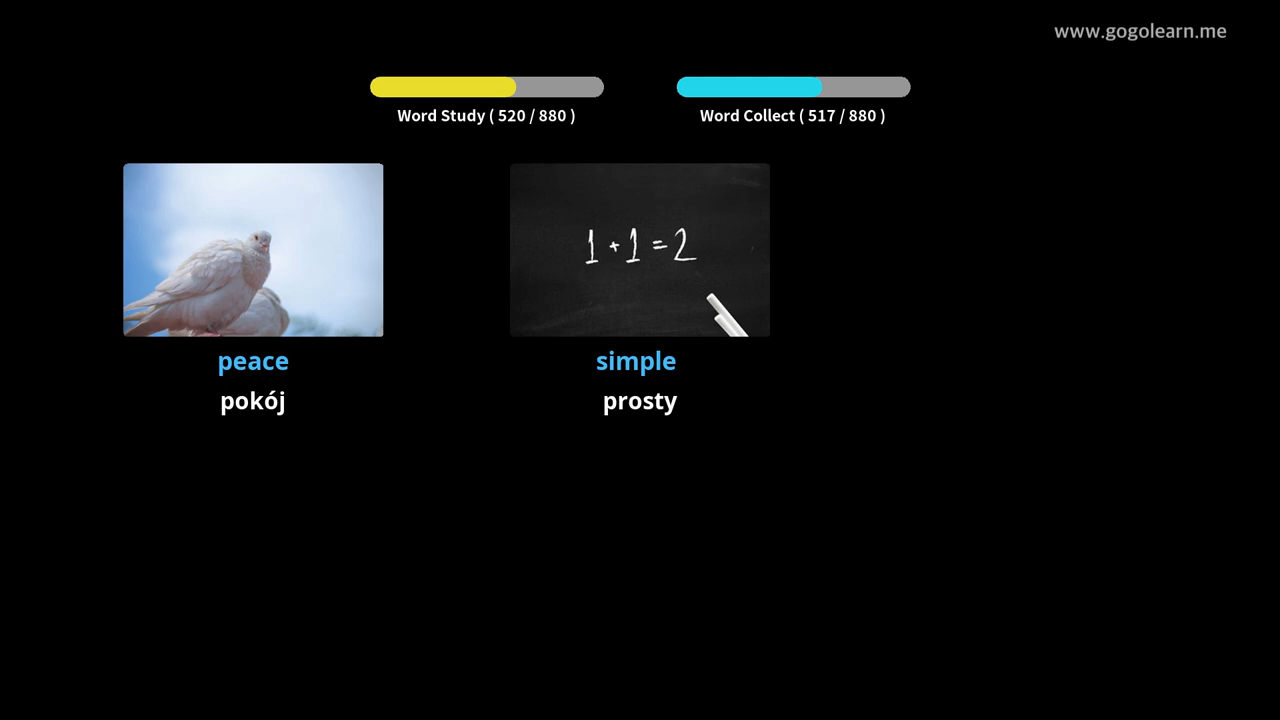 www.gogolearn.me
Word Study ( 520 / 880 )
Word Collect ( 517 / 880 )
1 + 1 = 2
peace
simple
pokój
prosty